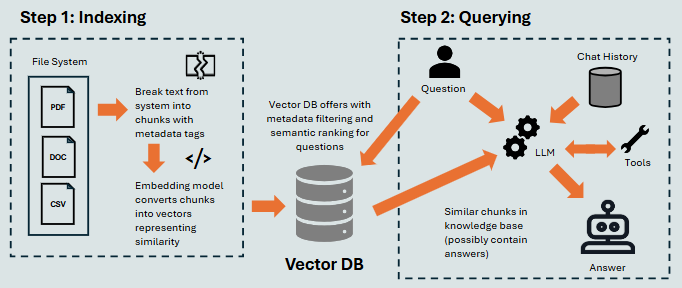 Step 1: Indexing
File System
PDF
DOC
CSV
Break text from
system into
chunks with
metadata tags
</>
Embedding model
converts chunks
into vectors
representing
similarity
Vector DB offers with
metadata filtering and
semantic ranking for
questions
Vector DB
Step 2: Querying
Question
Chat History
LLM
Tools
Similar chunks in
knowledge base
(possibly contain
answers)
Answer